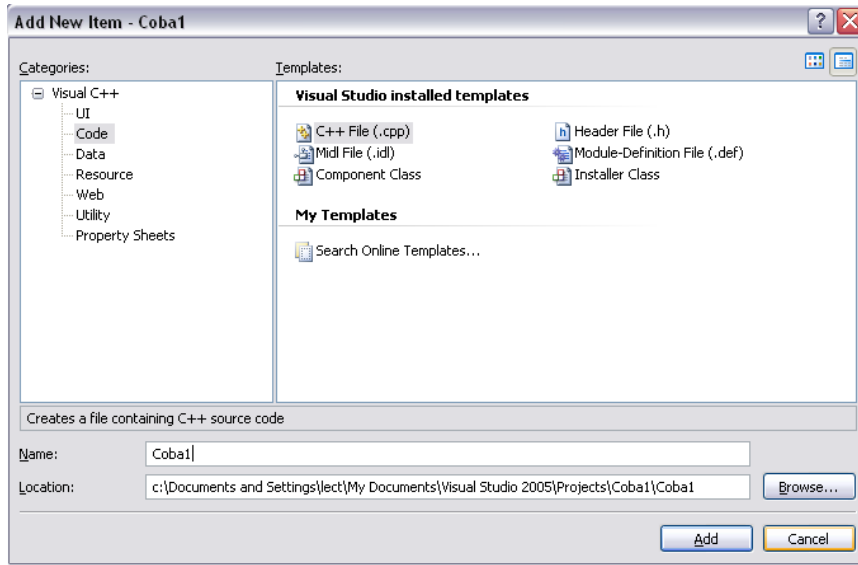 Add New Item - Coba1
Categories:
Templates:
Visual C++
UI
Code
Data
Resource
Web
Utility
Property Sheets
Visual Studio installed templates
C++ File (.cpp)
Header File (.h)
Midl File (.idl)
Module-Definition File (.def)
Component Class
Installer Class
My Templates
Search Online Templates...
Creates a file containing C++ source code
Name:
Coba1
Location:
c:\Documents and Settings\lect\My Documents\Visual Studio 2005\Projects\Coba1\Coba1
Browse...
Add
Cancel